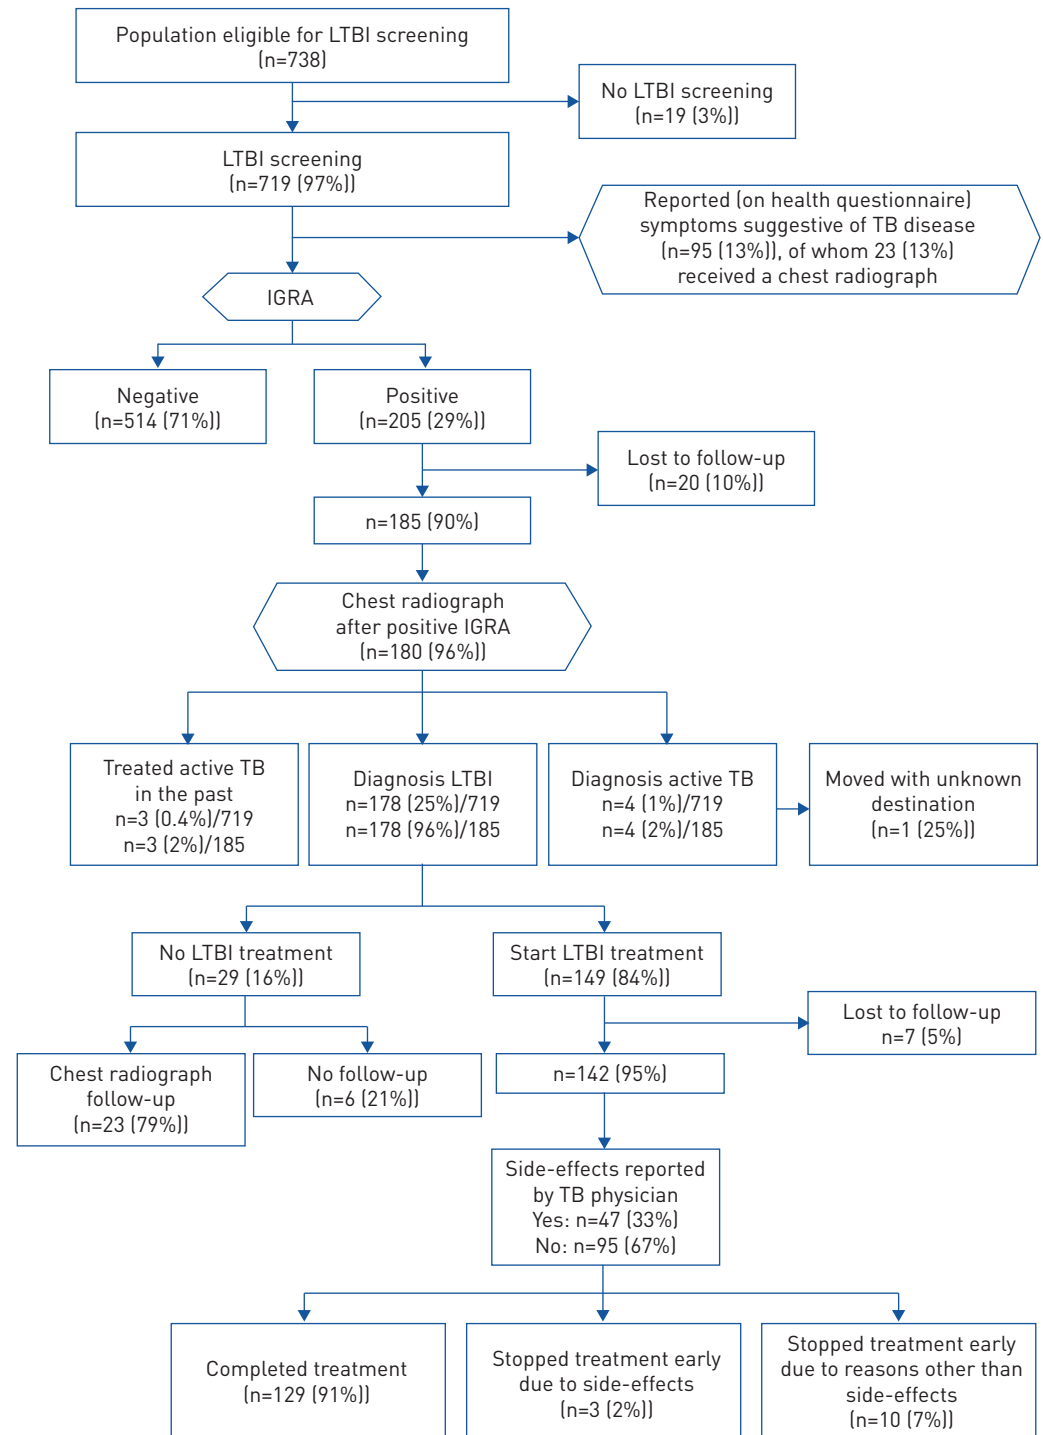 Population eligible for LTBI screening
(n=738)
No LTBI screening
(n=19 (3%))
LTBI screening
(n=719 (97%))
Reported (on health questionnaire)
symptoms suggestive of TB disease
(n=95 (13%)), of whom 23 (13%)
received a chest radiograph
IGRA
Negative
(n=514 (71%))
Positive
(n=205 (29%))
Lost to follow-up
(n=20 (10%))
n=185 (90%)
Chest radiograph
after positive IGRA
(n=180 (96%))
Treated active TB
in the past
n=3 (0.4%)/719
n=3 (2%)/185
Diagnosis LTBI
n=178 (25%)/719
n=178 (96%)/185
Diagnosis active TB
n=4 (1%)/719
n=4 (2%)/185
Moved with unknown
destination
(n=1 (25%))
No LTBI treatment
(n=29 (16%))
Start LTBI treatment
(n=149 (84%))
Lost to follow-up
n=7 (5%)
Chest radiograph
follow-up
(n=23 (79%))
No follow-up
(n=6 (21%))
n=142 (95%)
Side-effects reported
by TB physician
Yes: n=47 (33%)
No: n=95 (67%)
Completed treatment
(n=129 (91%))
Stopped treatment early
due to side-effects
(n=3 (2%))
Stopped treatment early
due to reasons other than
side-effects
(n=10 (7%))